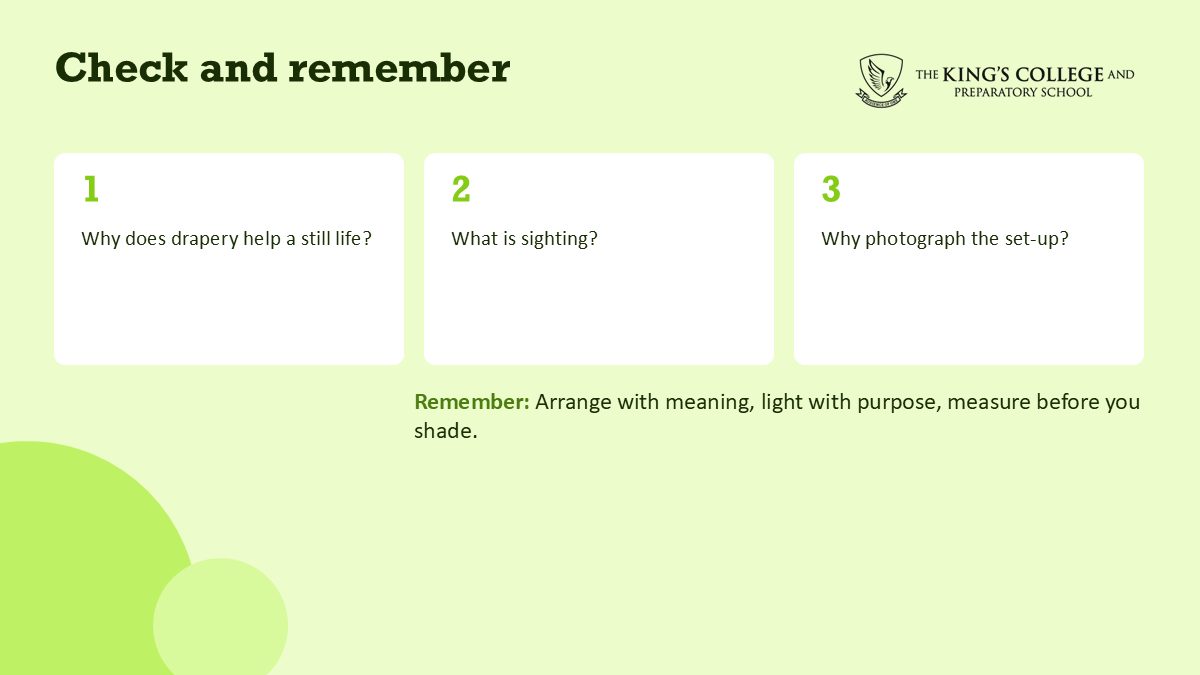 Check and remember
THE KING'S COLLEGE AND
PREPARATORY SCHOOL
1
Why does drapery help a still life?
2
What is sighting?
3
Why photograph the set-up?
Remember: Arrange with meaning, light with purpose, measure before you
shade.